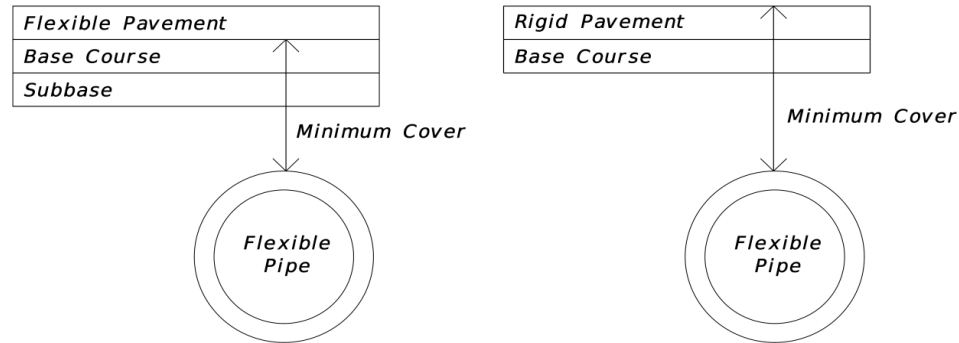 Flexible Pavement
Base Course
Subbase
Minimum Cover
Flexible
Pipe
Rigid Pavement
Base Course
Minimum Cover
Flexible
Pipe